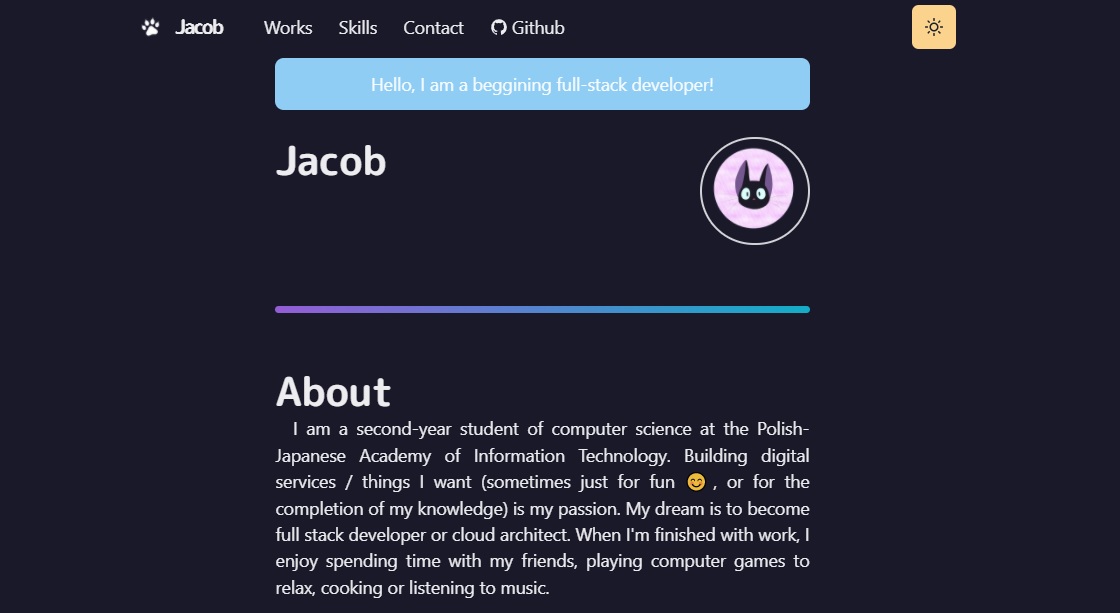 Jacob Works Skills Contact Github
Hello, I am a beggining full-stack developer!
Jacob
About
I am a second-year student of computer science at the Polish-
Japanese Academy of Information Technology. Building digital
services / things I want (sometimes just for fun 😊 , or for the
completion of my knowledge) is my passion. My dream is to become
full stack developer or cloud architect. When I'm finished with work, I
enjoy spending time with my friends, playing computer games to
relax, cooking or listening to music.